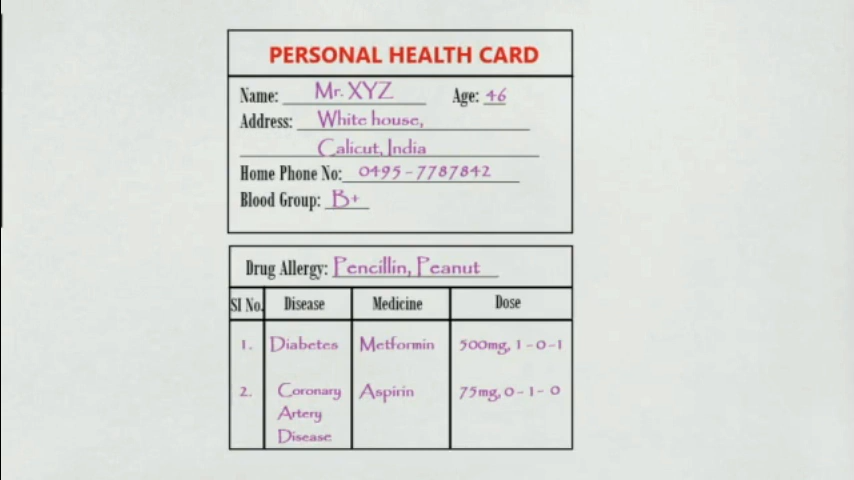 PERSONAL HEALTH CARD
Name: Mr. XYZ Age: 46
Address: White house,
Calicut, India
Home Phone No: 0495-7787842
Blood Group: B+
Drug Allergy: Pencillin, Peanut
SI No. Disease Medicine Dose
1. Diabetes Metformin 500mg, 1-0-1
2. Coronary Aspirin 75mg, 0-1-0
Artery
Disease